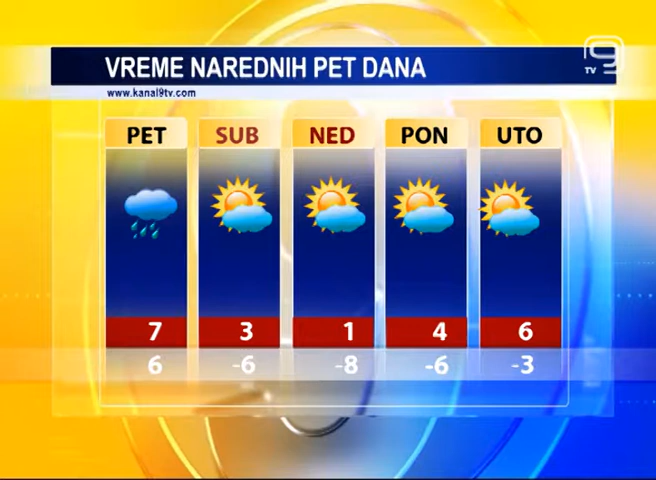 VREME NAREDNIH PET DANA
9
TV
www.kanal9tv.com
PET SUB NED PON UTO
7 3 1 4 6
6 -6 -8 -6 -3